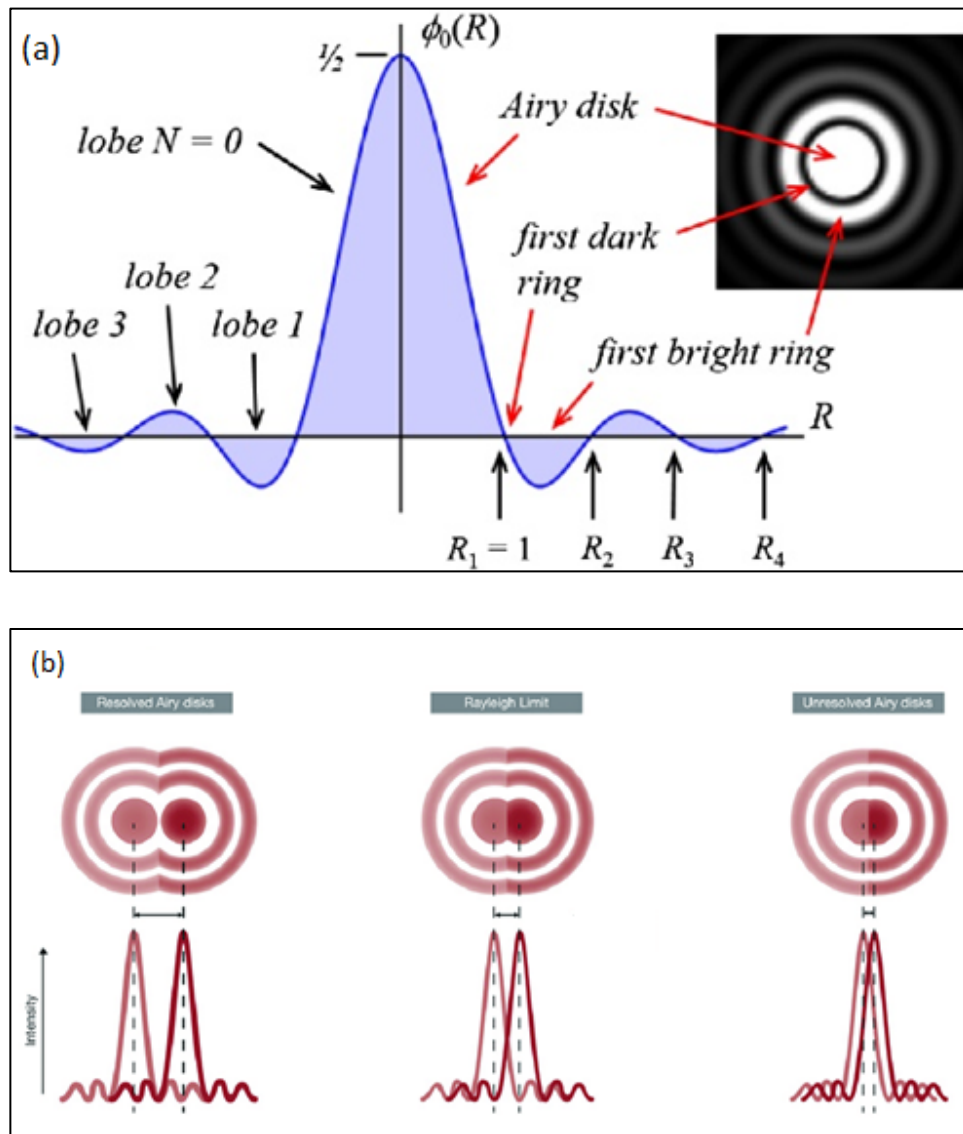 (a)
ϕ₀(R)
½
Airy disk
lobe N = 0
first dark
ring
lobe 2
lobe 3
lobe 1
first bright ring
R
R₁ = 1
R₂
R₃
R₄
(b)
Resolved Airy disks
Rayleigh Limit
Unresolved Airy disks
Intensity